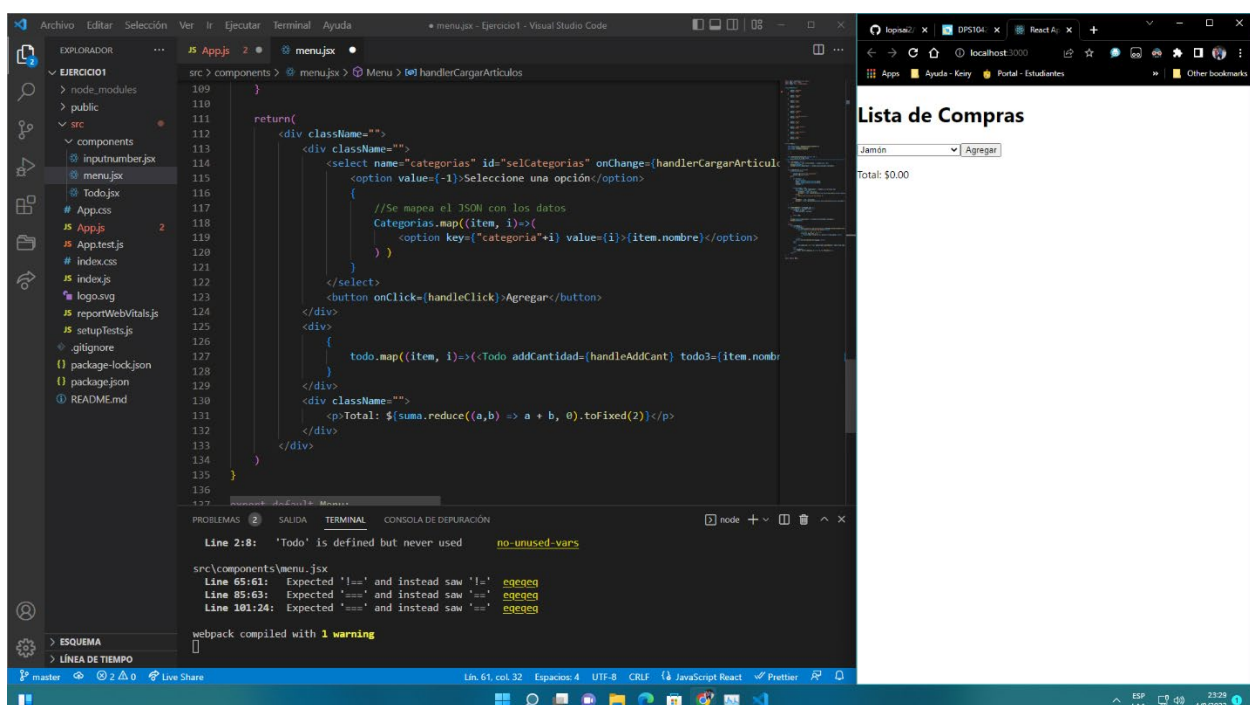 Archivo Editar Selección Ver Ir Ejecutar Terminal Ayuda
● menu.jsx - Ejercicio1 - Visual Studio Code
EXPLORADOR
EJERCICIO1
> node_modules
> public
src
components
inputnumber.jsx
menu.jsx
Todo.jsx
# App.css
JS App.js 2
JS App.test.js
# index.css
JS index.js
logo.svg
JS reportWebVitals.js
JS setupTests.js
.gitignore
{} package-lock.json
{} package.json
README.md
> ESQUEMA
> LÍNEA DE TIEMPO
JS App.js 2 ● menu.jsx ●
src > components > menu.jsx > Menu > handlerCargarArticulos
109 }
110
111 return(
112 <div className="">
113 <div className="">
114 <select name="categorias" id="selCategorias" onChange={handlerCargarArticulo
115 <option value={-1}>Seleccione una opción</option>
116 {
117 //Se mapea el JSON con los datos
118 Categorias.map((item, i)=>(
119 <option key={"categoria"+i} value={i}>{item.nombre}</option>
120 ) )
121 }
122 </select>
123 <button onClick={handleClick}>Agregar</button>
124 </div>
125 <div>
126 {
127 todo.map((item, i)=>(<Todo addCantidad={handleAddCant} todo3={item.nombr
128 }
129 </div>
130 <div className="">
131 <p>Total: ${suma.reduce((a,b) => a + b, 0).toFixed(2)}</p>
132 </div>
133 </div>
134 )
135 }
136
137 export default Menu;
PROBLEMAS 2 SALIDA TERMINAL CONSOLA DE DEPURACIÓN
node
Line 2:8: 'Todo' is defined but never used no-unused-vars
src\components\menu.jsx
Line 65:61: Expected '!==' and instead saw '!=' eqeqeq
Line 85:63: Expected '===' and instead saw '==' eqeqeq
Line 101:24: Expected '===' and instead saw '==' eqeqeq
webpack compiled with 1 warning
master 2 0 Live Share
Lín. 61, col. 32 Espacios: 4 UTF-8 CRLF JavaScript React Prettier
lopisai2/ DPS104 React Ap
localhost:3000
Apps Ayuda - Keiry Portal - Estudiantes » Other bookmarks
Lista de Compras
Jamón Agregar
Total: $0.00
ESP 23:29